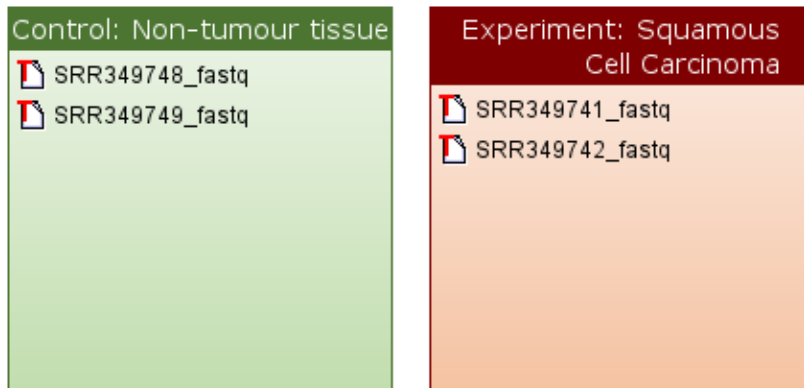 Control: Non-tumour tissue
SRR349748_fastq
SRR349749_fastq
Experiment: Squamous
Cell Carcinoma
SRR349741_fastq
SRR349742_fastq